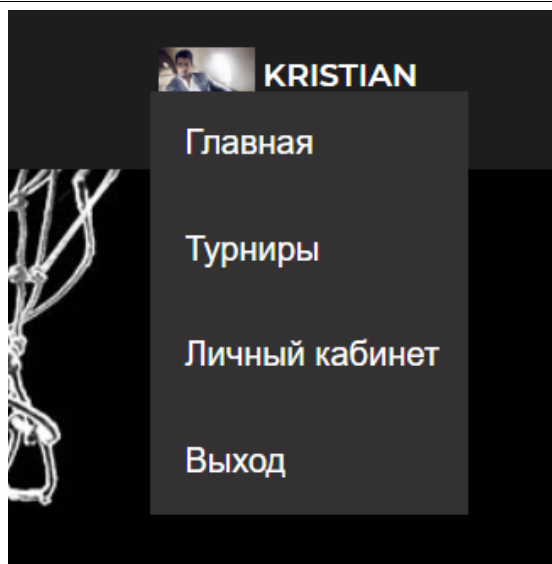 KRISTIAN
Главная
Турниры
Личный кабинет
Выход